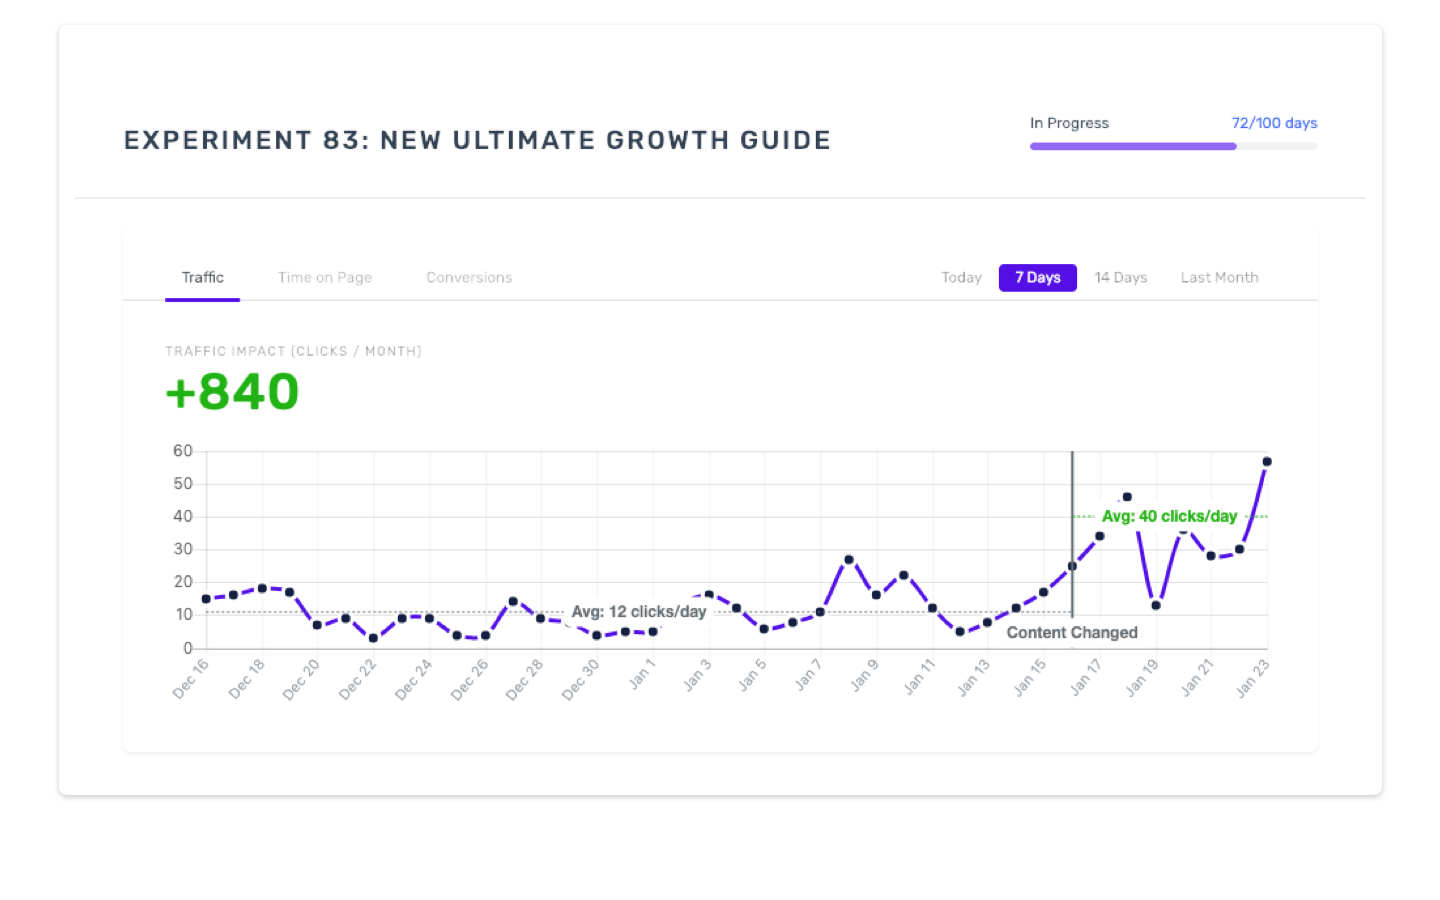 EXPERIMENT 83: NEW ULTIMATE GROWTH GUIDE
In Progress 72/100 days
Traffic Time on Page Conversions Today 7 Days 14 Days Last Month
TRAFFIC IMPACT (CLICKS / MONTH)
+840
60
50
40
30
20
10
0
Avg: 40 clicks/day
Avg: 12 clicks/day
Content Changed
Dec 16 Dec 18 Dec 20 Dec 22 Dec 24 Dec 26 Dec 28 Dec 30 Jan 1 Jan 3 Jan 5 Jan 7 Jan 9 Jan 11 Jan 13 Jan 15 Jan 17 Jan 19 Jan 21 Jan 23